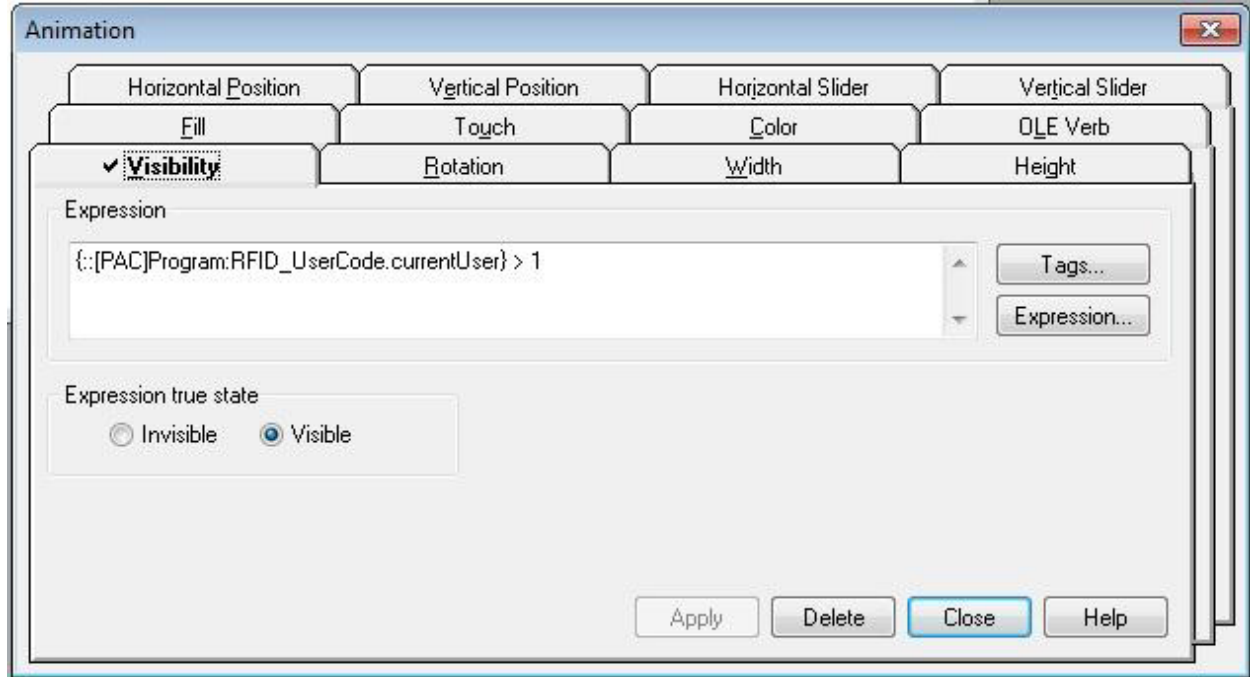 Animation
Horizontal Position Vertical Position Horizontal Slider Vertical Slider
Fill Touch Color OLE Verb
✔ Visibility Rotation Width Height
Expression
{::[PAC]Program:RFID_UserCode.currentUser} > 1
Tags...
Expression...
Expression true state
Invisible Visible
Apply Delete Close Help